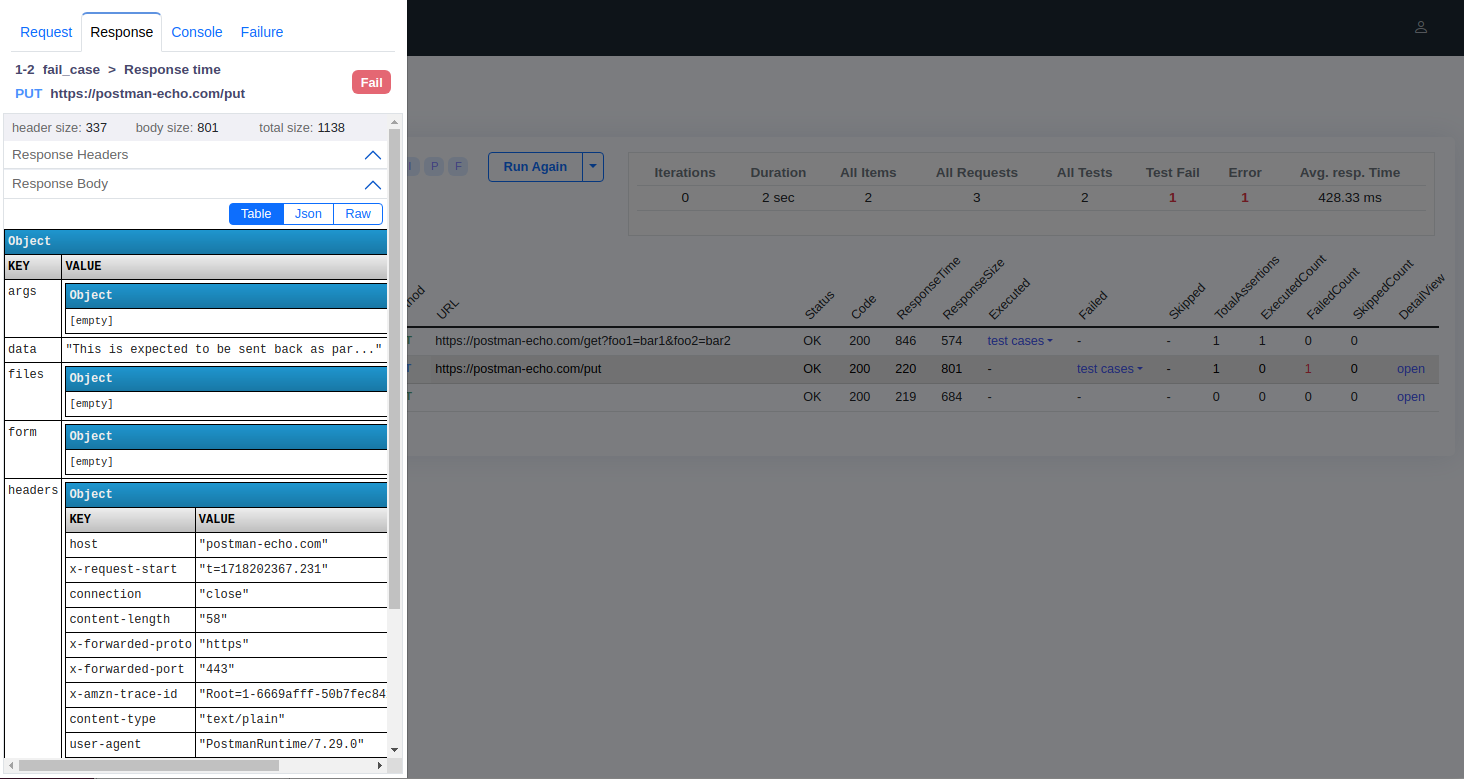 Request Response Console Failure
1-2 fail_case > Response time
PUT https://postman-echo.com/put
Fail
header size: 337 body size: 801 total size: 1138
Response Headers
Response Body
Table Json Raw
Object
KEY VALUE
args Object
[empty]
data "This is expected to be sent back as par..."
files Object
[empty]
form Object
[empty]
headers Object
KEY VALUE
host "postman-echo.com"
x-request-start "t=1718202367.231"
connection "close"
content-length "58"
x-forwarded-proto "https"
x-forwarded-port "443"
x-amzn-trace-id "Root=1-6669afff-50b7fec84
content-type "text/plain"
user-agent "PostmanRuntime/7.29.0"
I P F Run Again
Iterations Duration All Items All Requests All Tests Test Fail Error Avg. resp. Time
0 2 sec 2 3 2 1 1 428.33 ms
URL Status Code ResponseTime ResponseSize Executed Failed Skipped TotalAssertions ExecutedCount FailedCount SkippedCount DetailView
T https://postman-echo.com/get?foo1=bar1&foo2=bar2 OK 200 846 574 test cases - - 1 1 0 0
T https://postman-echo.com/put OK 200 220 801 - test cases - 1 0 1 0 open
T OK 200 219 684 - - - 0 0 0 0 open